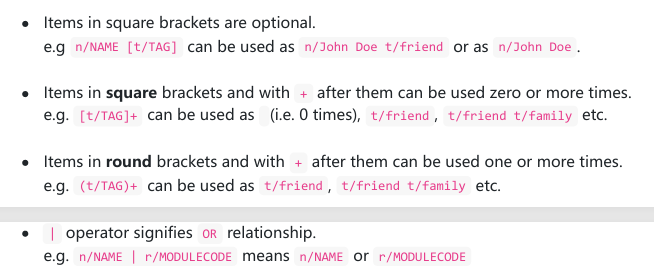 • Items in square brackets are optional.
e.g n/NAME [t/TAG] can be used as n/John Doe t/friend or as n/John Doe.
• Items in square brackets and with + after them can be used zero or more times.
e.g. [t/TAG]+ can be used as (i.e. 0 times), t/friend, t/friend t/family etc.
• Items in round brackets and with + after them can be used one or more times.
e.g. (t/TAG)+ can be used as t/friend, t/friend t/family etc.
• | operator signifies OR relationship.
e.g. n/NAME | r/MODULECODE means n/NAME or r/MODULECODE